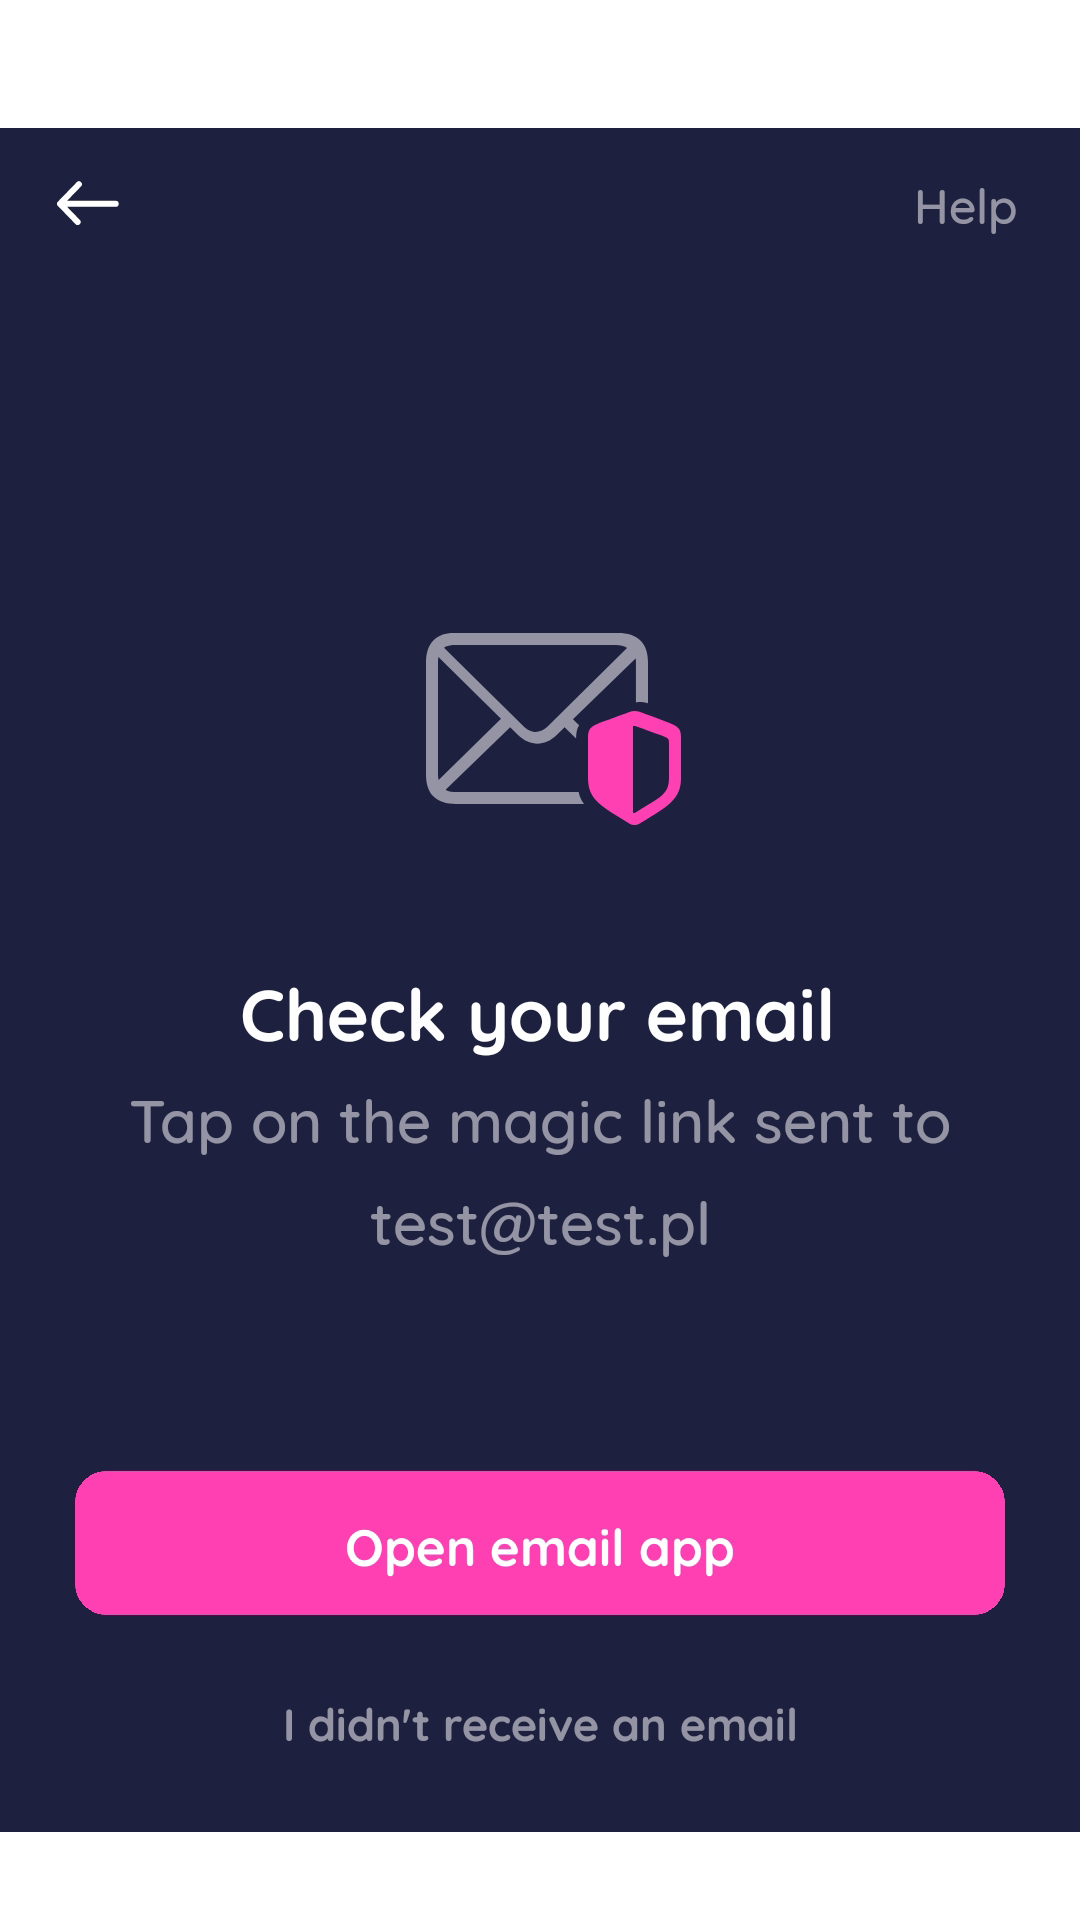 Help
Check your email
Tap on the magic link sent to
test@test.pl
Open email app
I didn't receive an email